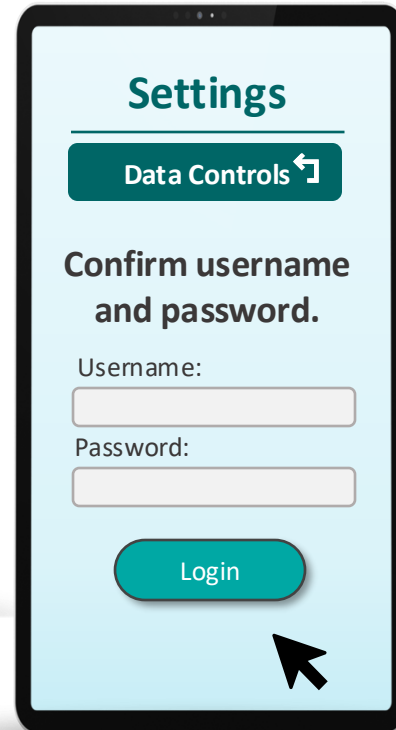 Settings
Data Controls
Confirm username
and password.
Username:
Password:
Login